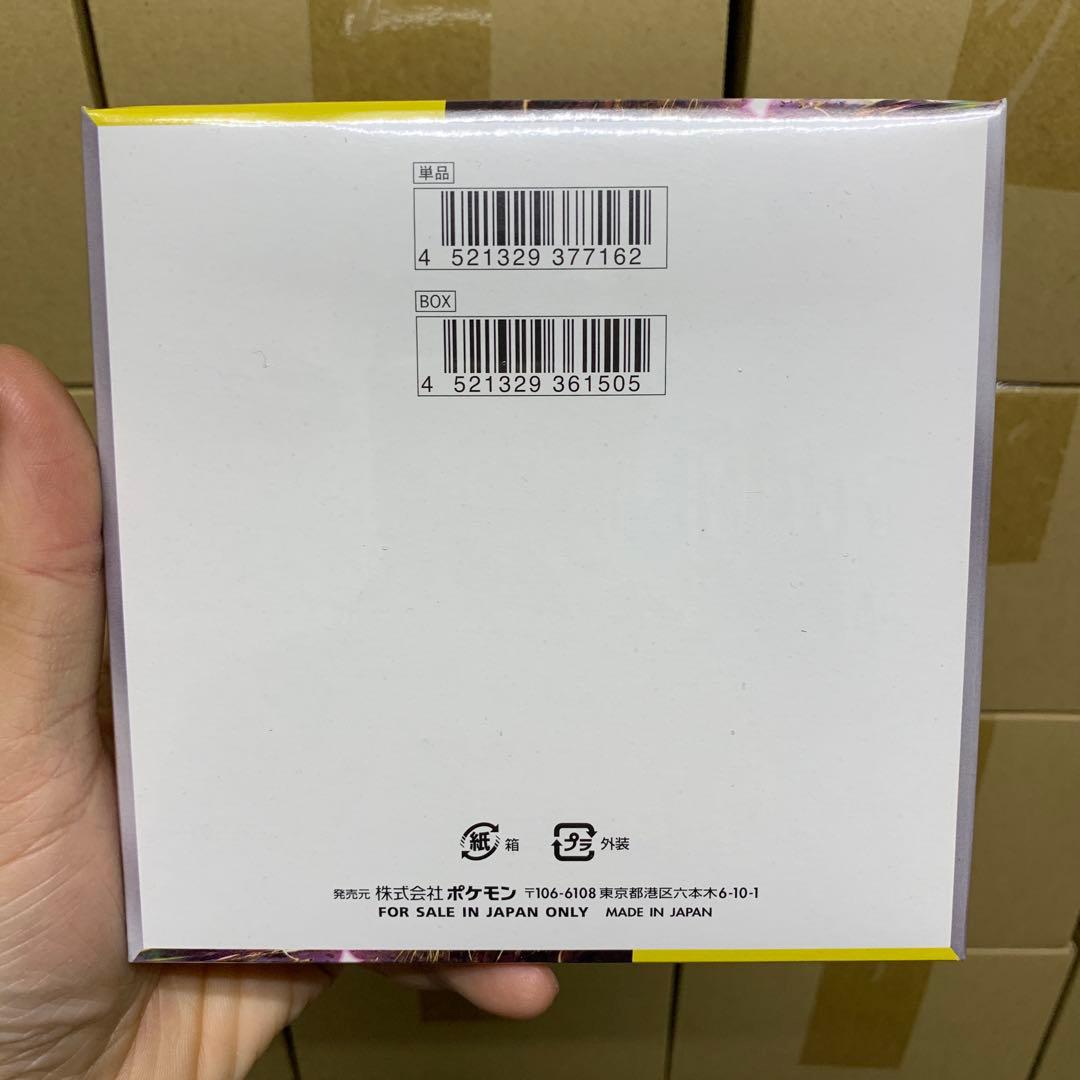 単品
4 521329 377162
BOX
4 521329 361505
紙 箱 プラ 外装
発売元 株式会社 ポケモン 〒106-6108 東京都港区六本木6-10-1
FOR SALE IN JAPAN ONLY MADE IN JAPAN